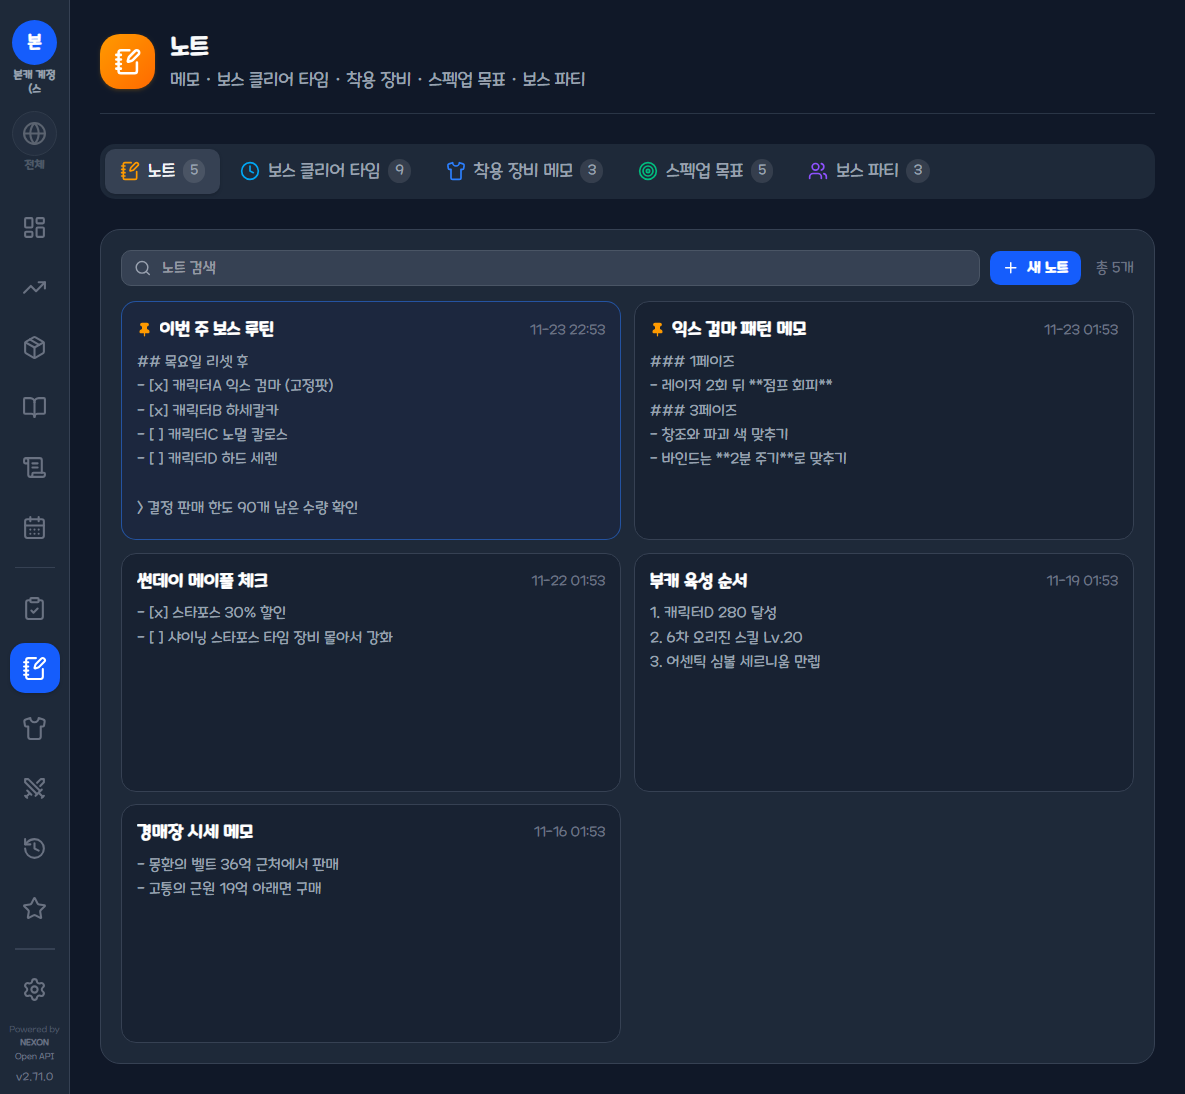 본
본캐 계정
(스
전체
Powered by
NEXON
Open API
v2.71.0
노트
메모 · 보스 클리어 타임 · 착용 장비 · 스펙업 목표 · 보스 파티
노트 5
보스 클리어 타임 9
착용 장비 메모 3
스펙업 목표 5
보스 파티 3
노트 검색
+ 새 노트
총 5개
이번 주 보스 루틴
11-23 22:53
## 목요일 리셋 후
- [x] 캐릭터A 익스 검마 (고정팟)
- [x] 캐릭터B 하세칼카
- [ ] 캐릭터C 노멀 칼로스
- [ ] 캐릭터D 하드 세렌
> 결정 판매 한도 90개 남은 수량 확인
익스 검마 패턴 메모
11-23 01:53
### 1페이즈
- 레이저 2회 뒤 **점프 회피**
### 3페이즈
- 창조와 파괴 색 맞추기
- 바인드는 **2분 주기**로 맞추기
썬데이 메이플 체크
11-22 01:53
- [x] 스타포스 30% 할인
- [ ] 샤이닝 스타포스 타임 장비 몰아서 강화
부캐 육성 순서
11-19 01:53
1. 캐릭터D 280 달성
2. 6차 오리진 스킬 Lv.20
3. 어센틱 심볼 세르니움 만렙
경매장 시세 메모
11-16 01:53
- 몽환의 벨트 36억 근처에서 판매
- 고통의 근원 19억 아래면 구매